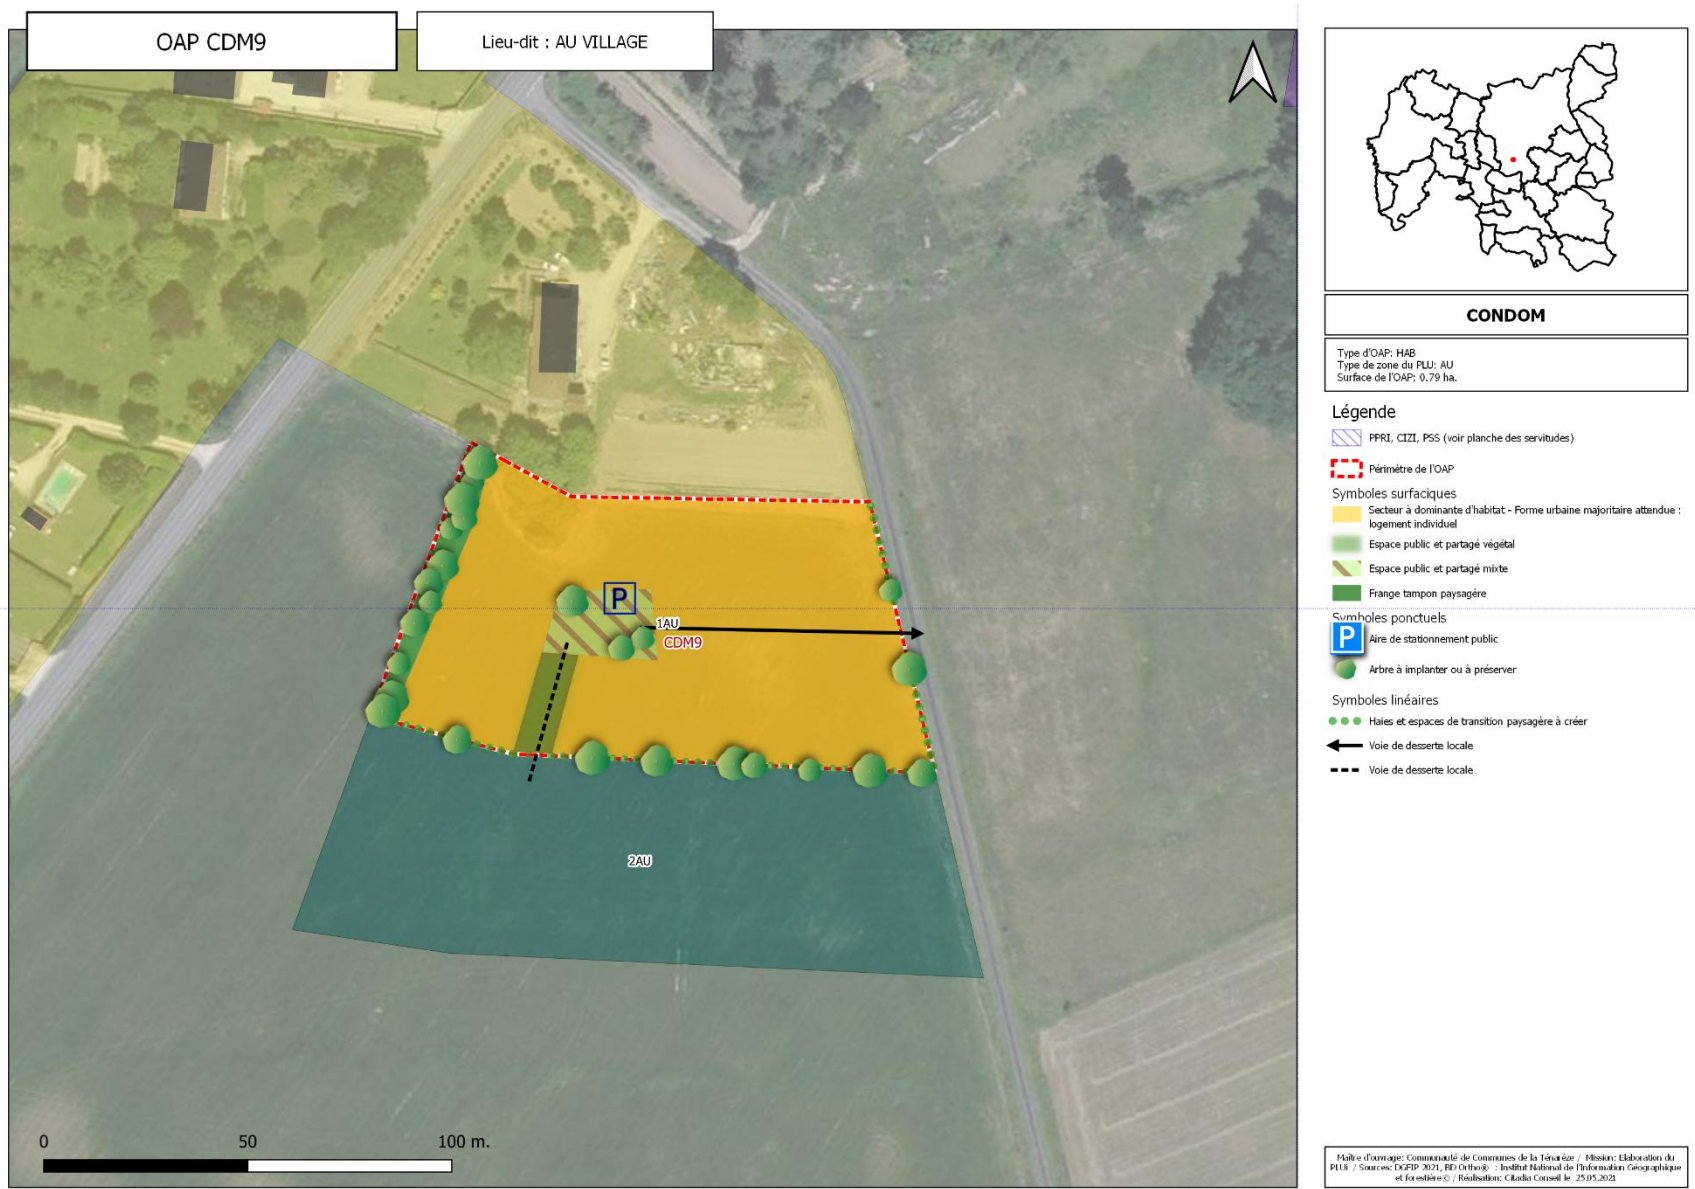 OAP CDM9
Lieu-dit : AU VILLAGE
1AU
CDM9
P
2AU
0 50 100 m.
CONDOM
Type d'OAP: HAB
Type de zone du PLU: AU
Surface de l'OAP: 0.79 ha.
Légende
PPRI, CIZI, PSS (voir planche des servitudes)
Périmètre de l'OAP
Symboles surfaciques
Secteur à dominante d'habitat - Forme urbaine majoritaire attendue :
logement individuel
Espace public et partagé végétal
Espace public et partagé mixte
Frange tampon paysagère
Symboles ponctuels
P Aire de stationnement public
Arbre à implanter ou à préserver
Symboles linéaires
Haies et espaces de transition paysagère à créer
Voie de desserte locale
Voie de desserte locale
Maître d'ouvrage: Communauté de Communes de la Ténarèze / Mission: Elaboration du
PLUi / Sources: DGFIP 2021, BD Ortho® : Institut National de l'Information Géographique
et forestière© / Réalisation: Citadia Conseil le 25.05.2021